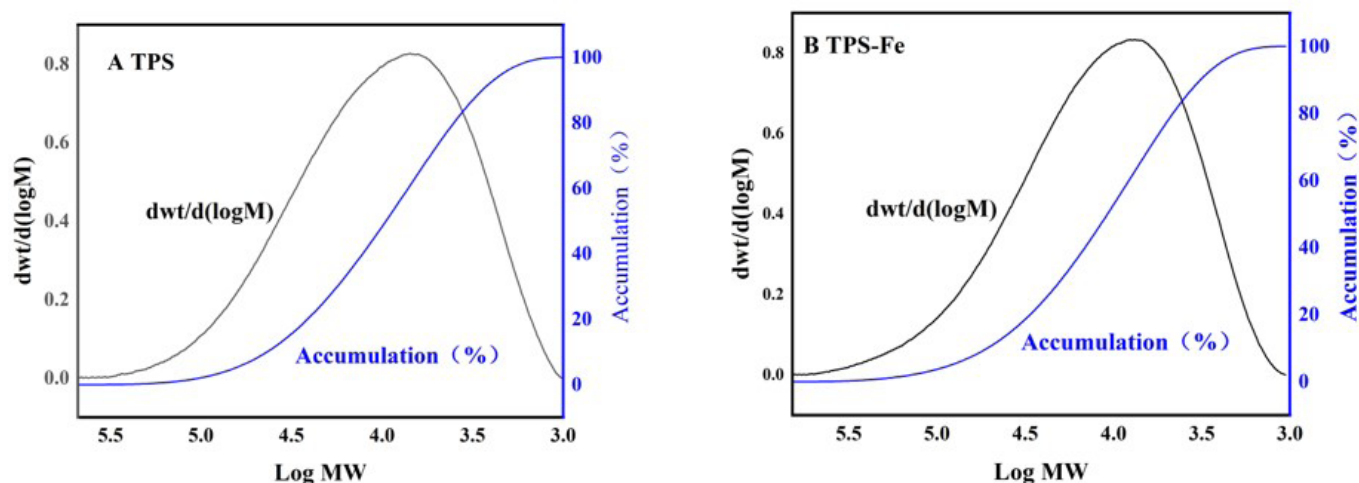 A TPS
dwt/d(logM)
0.8
0.6
0.4
0.2
0.0
dwt/d(logM)
Accumulation（%）
100
80
60
40
20
0
Accumulation（%）
5.5 5.0 4.5 4.0 3.5 3.0
Log MW
B TPS-Fe
dwt/d(logM)
0.8
0.6
0.4
0.2
0.0
dwt/d(logM)
Accumulation（%）
100
80
60
40
20
0
Accumulation（%）
5.5 5.0 4.5 4.0 3.5 3.0
Log MW